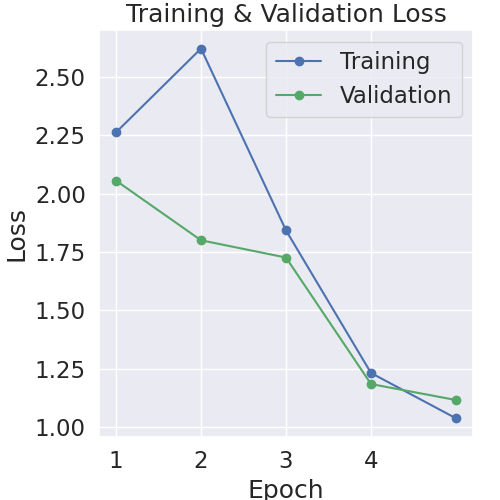 Training & Validation Loss
Training
Validation
2.50
2.25
2.00
1.75
1.50
1.25
1.00
Loss
1 2 3 4
Epoch